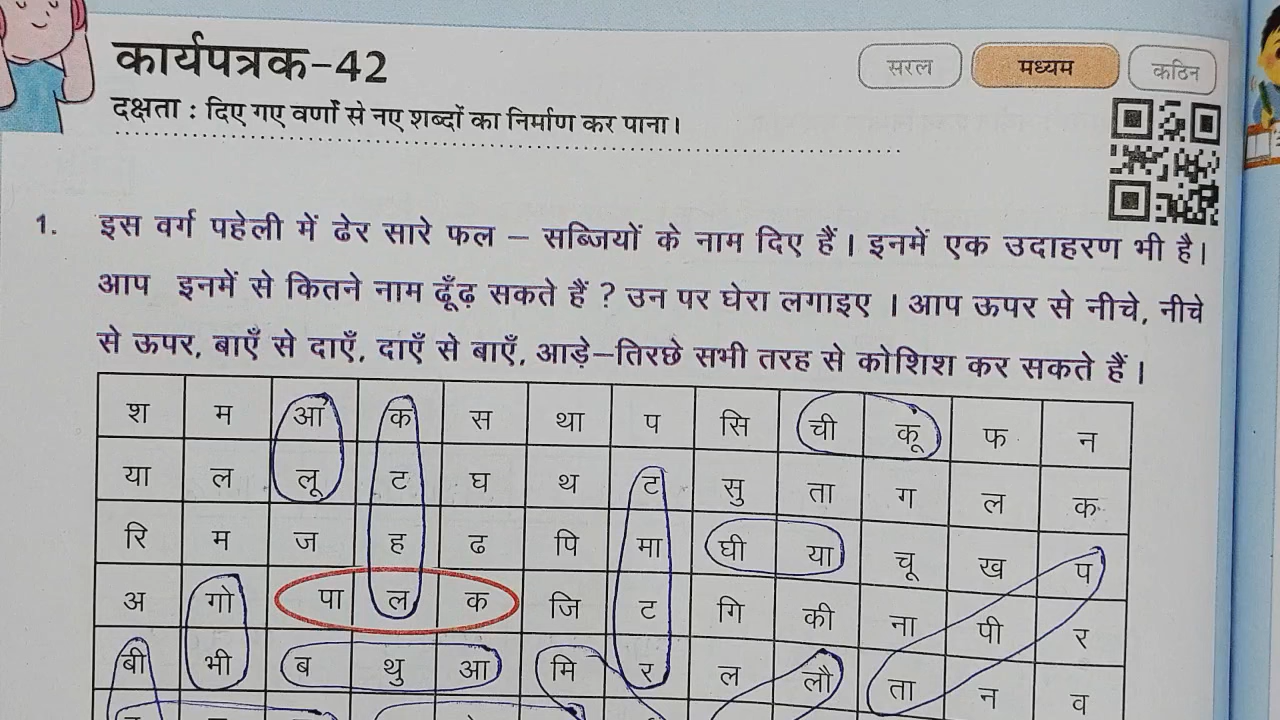 कार्यपत्रक-42
सरल मध्यम कठिन
दक्षता : दिए गए वर्णों से नए शब्दों का निर्माण कर पाना।
1. इस वर्ग पहेली में ढेर सारे फल – सब्जियों के नाम दिए हैं। इनमें एक उदाहरण भी है।
आप इनमें से कितने नाम ढूँढ़ सकते हैं ? उन पर घेरा लगाइए । आप ऊपर से नीचे, नीचे
से ऊपर, बाएँ से दाएँ, दाएँ से बाएँ, आड़े–तिरछे सभी तरह से कोशिश कर सकते हैं।
श म आ क स था प सि ची कू फ न
या ल लू ट घ थ ट सु ता ग ल क
रि म ज ह ढ पि मा घी या चू ख प
अ गो पा ल क जि ट गि की ना पी र
बी भी ब थु आ मि र ल लौ ता न व